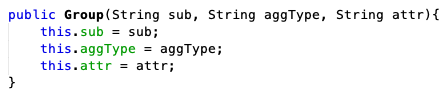 public Group(String sub, String aggType, String attr){
    this.sub = sub;
    this.aggType = aggType;
    this.attr = attr;
}